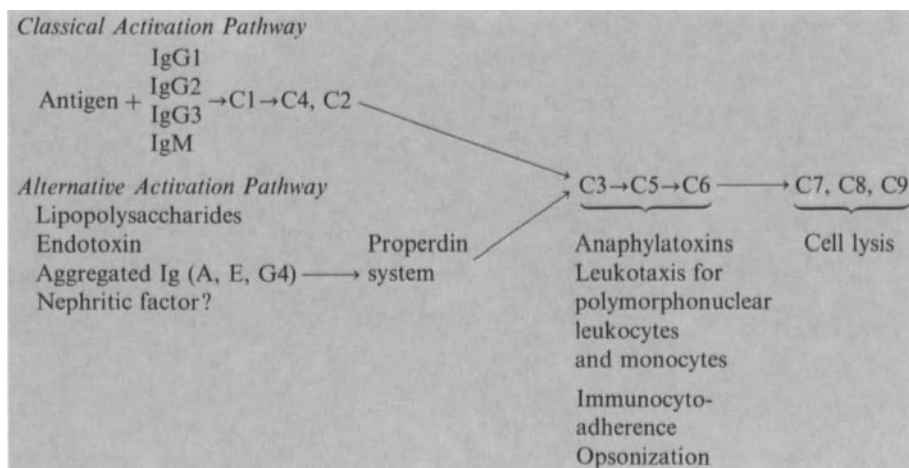 Classical Activation Pathway
IgG1
Antigen + IgG2 →C1→C4, C2
IgG3
IgM
Alternative Activation Pathway
Lipopolysaccharides
Endotoxin
Aggregated Ig (A, E, G4) → Properdin system
Nephritic factor?
C3→C5→C6 → C7, C8, C9
Anaphylatoxins
Leukotaxis for
polymorphonuclear
leukocytes
and monocytes
Immunocyto-
adherence
Opsonization
Cell lysis